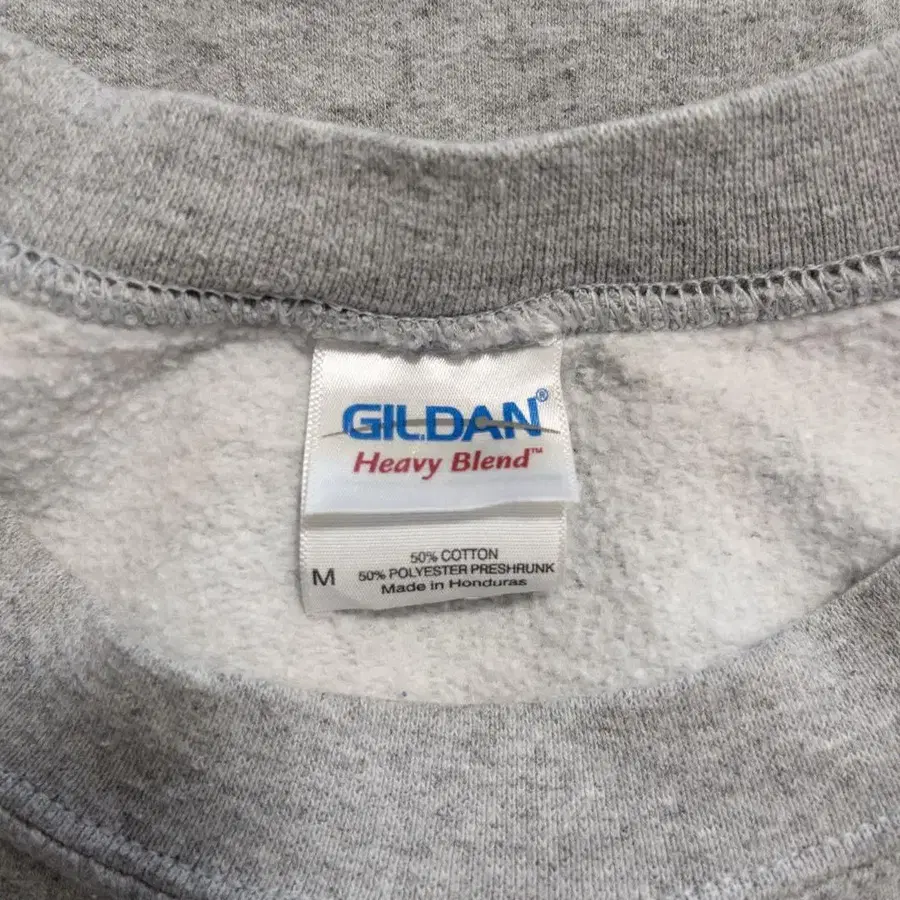 GILDAN®
Heavy Blend™
50% COTTON
M 50% POLYESTER PRESHRUNK
Made in Honduras